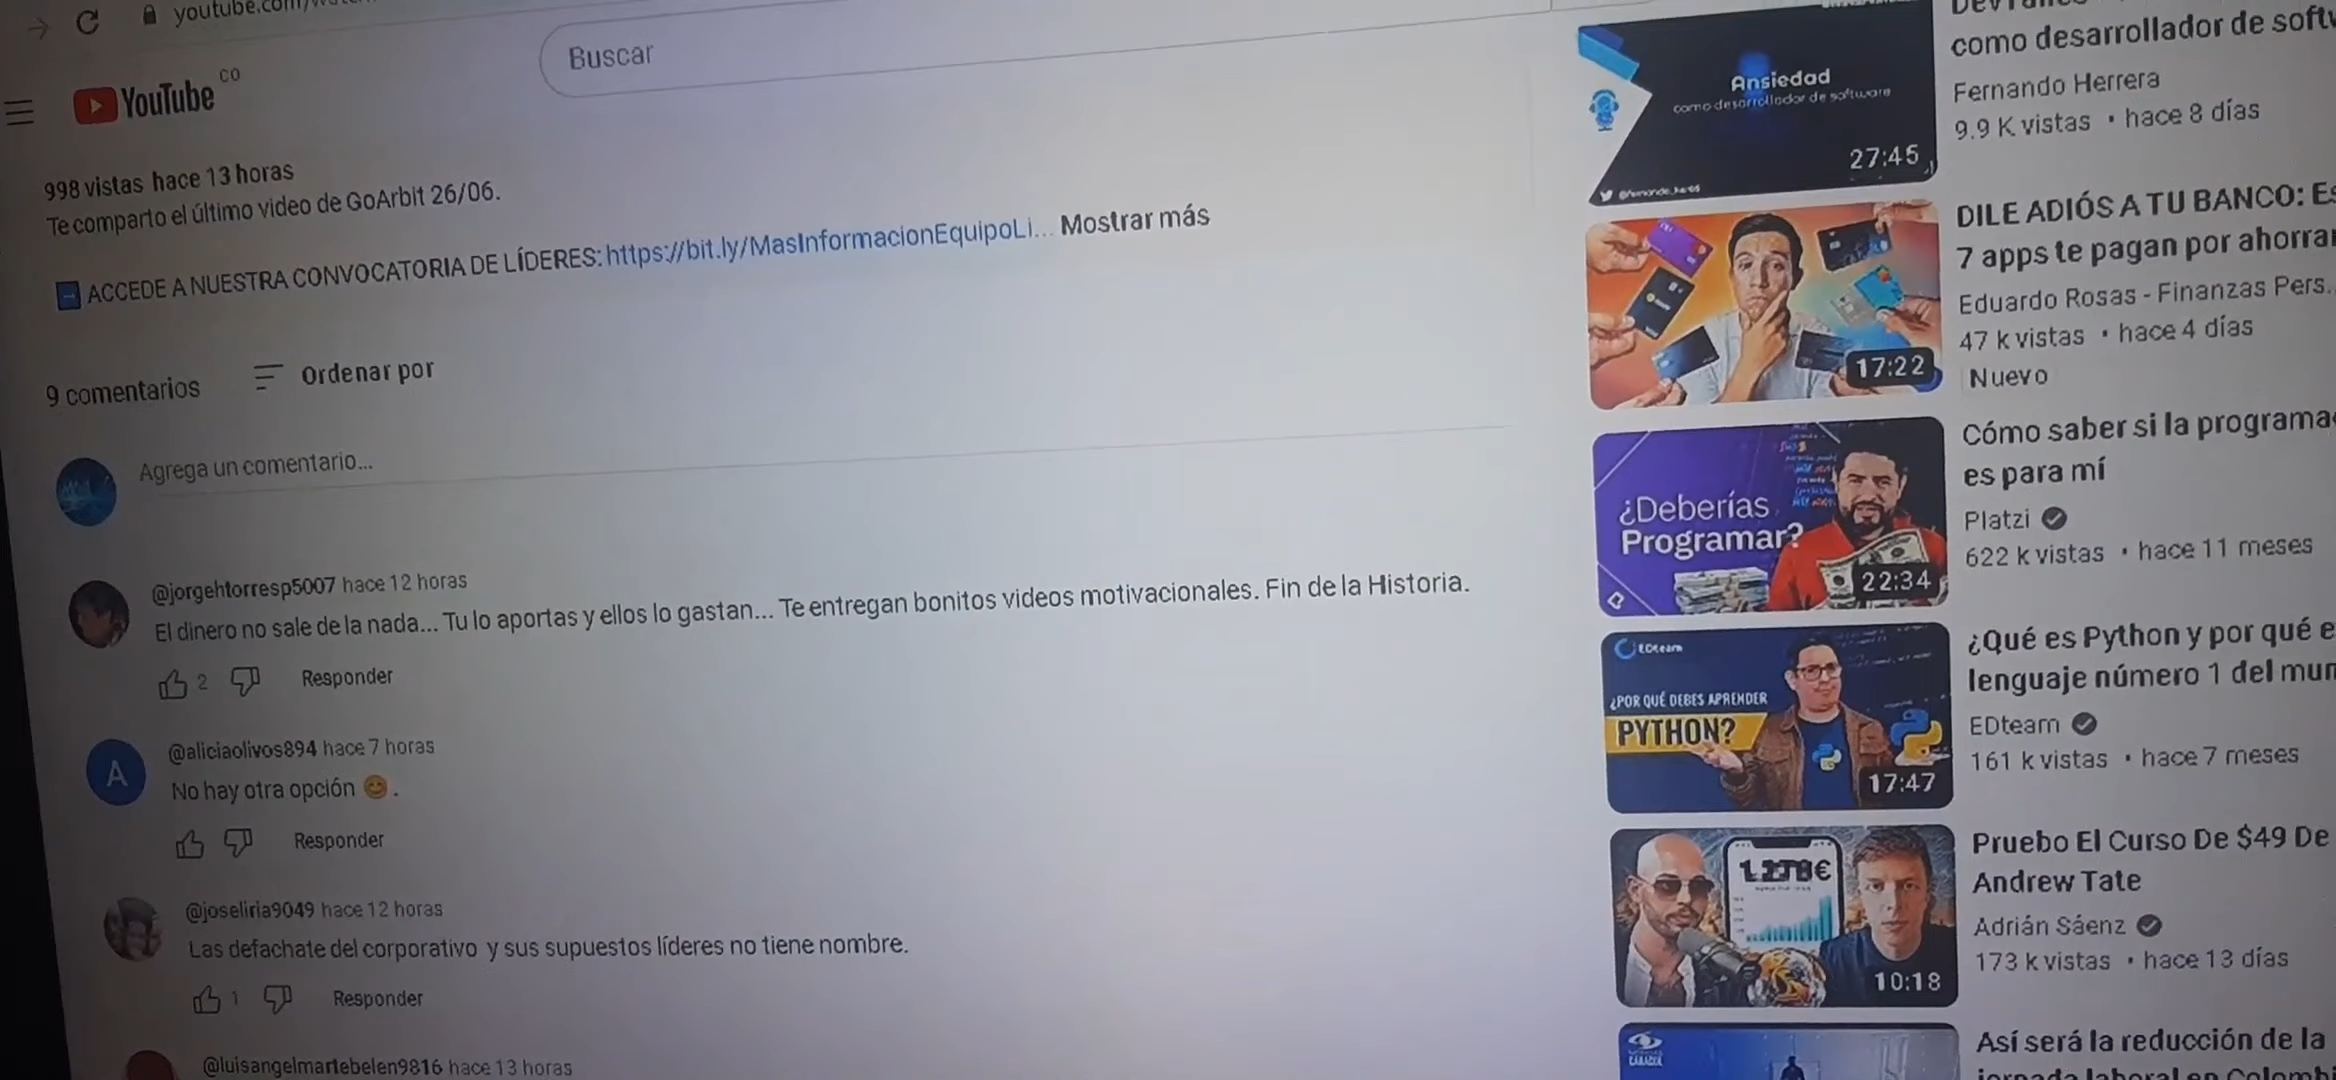 YouTube CO
Buscar
998 vistas hace 13 horas
Te comparto el último video de GoArbit 26/06.
ACCEDE A NUESTRA CONVOCATORIA DE LÍDERES: https://bit.ly/MasInformacionEquipoLi... Mostrar más
9 comentarios
Ordenar por
Agrega un comentario...
@jorgehtorresp5007 hace 12 horas
El dinero no sale de la nada... Tu lo aportas y ellos lo gastan... Te entregan bonitos videos motivacionales. Fin de la Historia.
2
Responder
@aliciaolivos894 hace 7 horas
A
No hay otra opción 😊.
Responder
@joseliria9049 hace 12 horas
Las defachate del corporativo y sus supuestos líderes no tiene nombre.
1
Responder
@luisangelmartebelen9816 hace 13 horas
Ansiedad
como desarrollador de software
27:45
como desarrollador de
Fernando Herrera
9.9 K vistas • hace 8 días
17:22
DILE ADIÓS A TU BANCO:
7 apps te pagan por
Eduardo Rosas - Finanzas Pers...
47 k vistas • hace 4 días
Nuevo
¿Deberías
Programar?
22:34
Cómo saber si la
es para mí
Platzi
622 k vistas • hace 11 meses
EDteam
¿POR QUÉ DEBES APRENDER
PYTHON?
17:47
¿Qué es Python y por qué
lenguaje número 1 del
EDteam
161 k vistas • hace 7 meses
10:18
Pruebo El Curso De $49 De
Andrew Tate
Adrián Sáenz
173 k vistas • hace 13 días
CARACOL
Así será la reducción de la
jornada laboral en